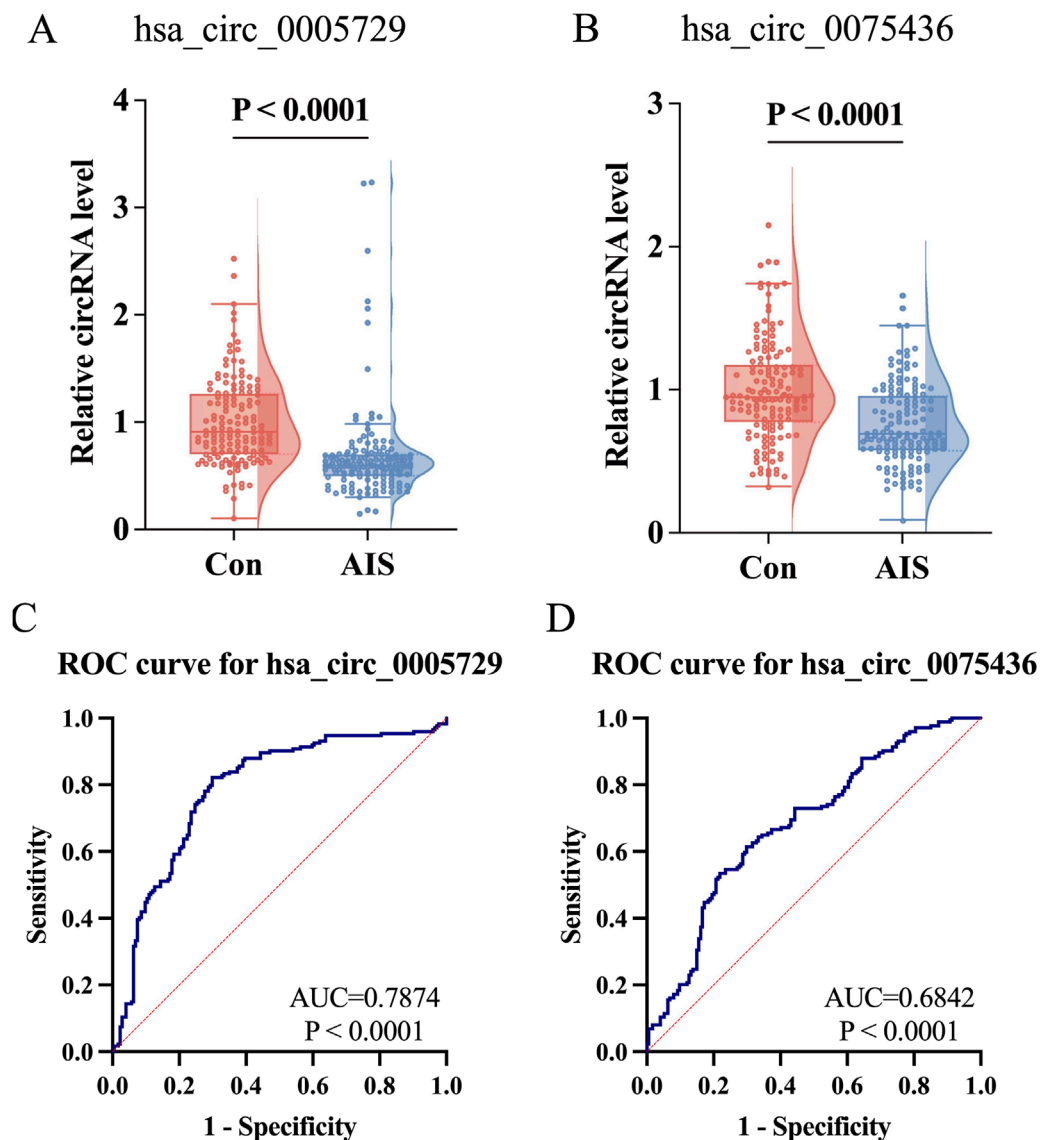 A
hsa_circ_0005729
P < 0.0001
Relative circRNA level
4
3
2
1
0
Con
AIS
B
hsa_circ_0075436
P < 0.0001
Relative circRNA level
3
2
1
0
Con
AIS
C
ROC curve for hsa_circ_0005729
Sensitivity
1.0
0.8
0.6
0.4
0.2
0.0
AUC=0.7874
P < 0.0001
0.0 0.2 0.4 0.6 0.8 1.0
1 - Specificity
D
ROC curve for hsa_circ_0075436
Sensitivity
1.0
0.8
0.6
0.4
0.2
0.0
AUC=0.6842
P < 0.0001
0.0 0.2 0.4 0.6 0.8 1.0
1 - Specificity